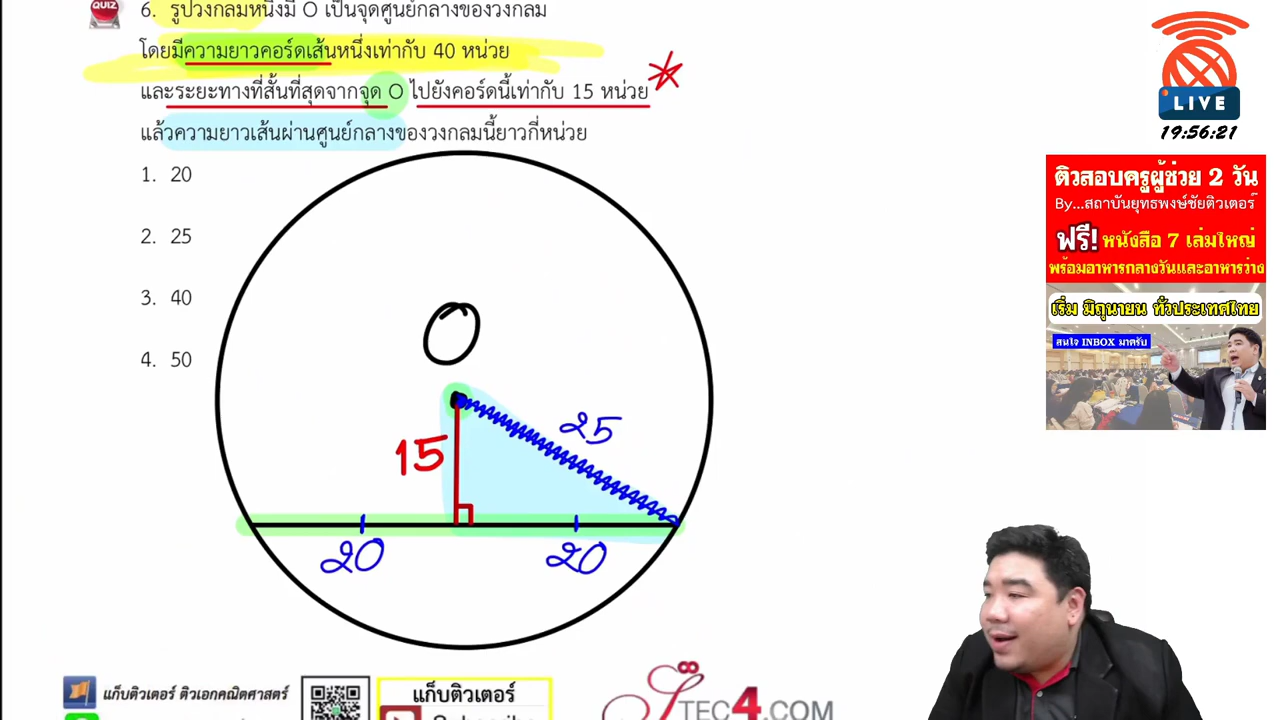 QUIZ
6. รูปวงกลมหนึ่งมี O เป็นจุดศูนย์กลางของวงกลม
โดยมีความยาวคอร์ดเส้นหนึ่งเท่ากับ 40 หน่วย
และระยะทางที่สั้นที่สุดจากจุด O ไปยังคอร์ดนี้เท่ากับ 15 หน่วย
แล้วความยาวเส้นผ่านศูนย์กลางของวงกลมนี้ยาวกี่หน่วย
1. 20
2. 25
3. 40
4. 50
O
25
15
20
20
LIVE
19:56:21
ติวสอบครูผู้ช่วย 2 วัน
By...สถาบันยุทธพงษ์ชัยติวเตอร์
ฟรี! หนังสือ 7 เล่มใหญ่
พร้อมอาหารกลางวันและอาหารว่าง
เริ่ม มิถุนายน ทั่วประเทศไทย
สนใจ INBOX มาครับ
แก็บติวเตอร์ ติวเอกคณิตศาสตร์
แก็บติวเตอร์
TEC4.COM